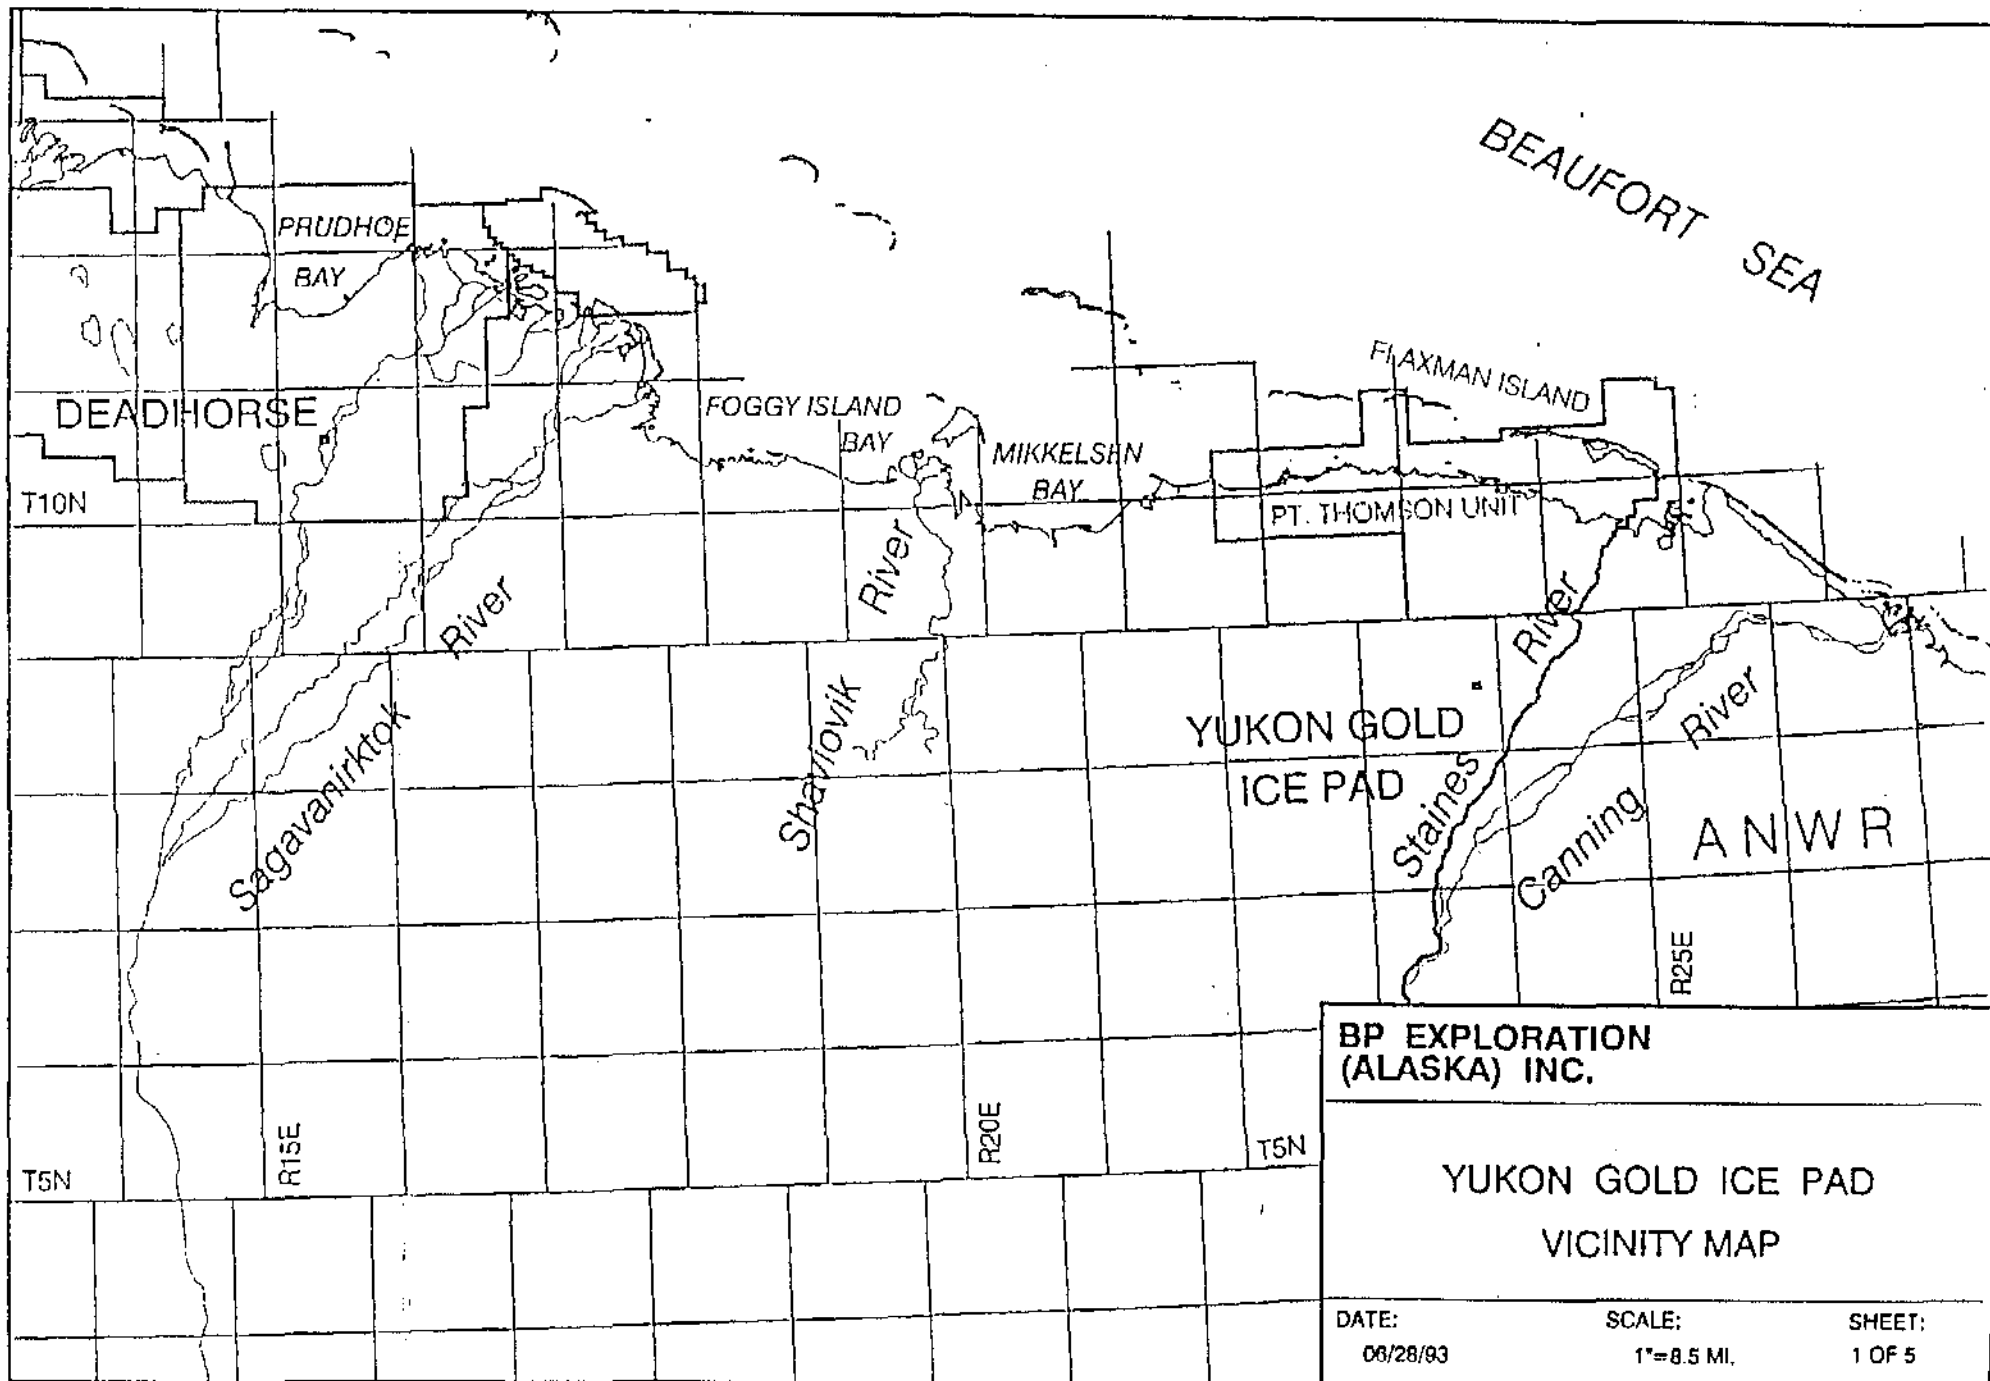 BEAUFORT SEA
PRUDHOE
BAY
FLAXMAN ISLAND
DEADHORSE
FOGGY ISLAND
BAY
MIKKELSEN
BAY
T10N
PT. THOMSON UNIT
River
River
River
Sagavanirktok
Shaviovik
YUKON GOLD
ICE PAD
Staines
River
Canning
ANWR
R25E
R15E
R20E
T5N
T5N
BP EXPLORATION
(ALASKA) INC.
YUKON GOLD ICE PAD
VICINITY MAP
DATE: SCALE: SHEET:
06/28/93 1"=8.5 MI. 1 OF 5